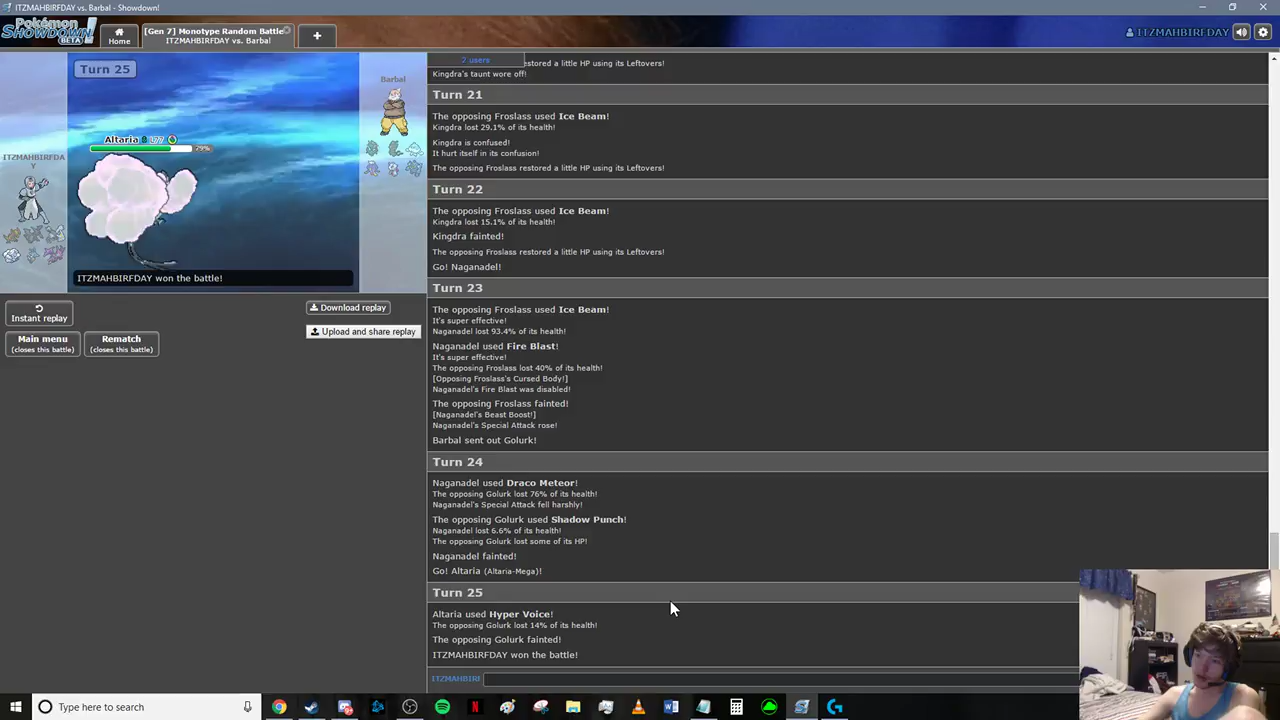 ITZMAHBIRFDAY vs. Barbal - Showdown!
Pokémon
Showdown!
BETA
Home
[Gen 7] Monotype Random Battle
ITZMAHBIRFDAY vs. Barbal
+
ITZMAHBIRFDAY
Turn 25
Barbal
ITZMAHBIRFDA
Y
Altaria L77
79%
ITZMAHBIRFDAY won the battle!
Instant replay
Download replay
Upload and share replay
Main menu
(closes this battle)
Rematch
(closes this battle)
2 users
restored a little HP using its Leftovers!
Kingdra's taunt wore off!
Turn 21
The opposing Froslass used Ice Beam!
Kingdra lost 29.1% of its health!
Kingdra is confused!
It hurt itself in its confusion!
The opposing Froslass restored a little HP using its Leftovers!
Turn 22
The opposing Froslass used Ice Beam!
Kingdra lost 15.1% of its health!
Kingdra fainted!
The opposing Froslass restored a little HP using its Leftovers!
Go! Naganadel!
Turn 23
The opposing Froslass used Ice Beam!
It's super effective!
Naganadel lost 93.4% of its health!
Naganadel used Fire Blast!
It's super effective!
The opposing Froslass lost 40% of its health!
[Opposing Froslass's Cursed Body!]
Naganadel's Fire Blast was disabled!
The opposing Froslass fainted!
[Naganadel's Beast Boost!]
Naganadel's Special Attack rose!
Barbal sent out Golurk!
Turn 24
Naganadel used Draco Meteor!
The opposing Golurk lost 76% of its health!
Naganadel's Special Attack fell harshly!
The opposing Golurk used Shadow Punch!
Naganadel lost 6.6% of its health!
The opposing Golurk lost some of its HP!
Naganadel fainted!
Go! Altaria (Altaria-Mega)!
Turn 25
Altaria used Hyper Voice!
The opposing Golurk lost 14% of its health!
The opposing Golurk fainted!
ITZMAHBIRFDAY won the battle!
ITZMAHBIRI
Type here to search